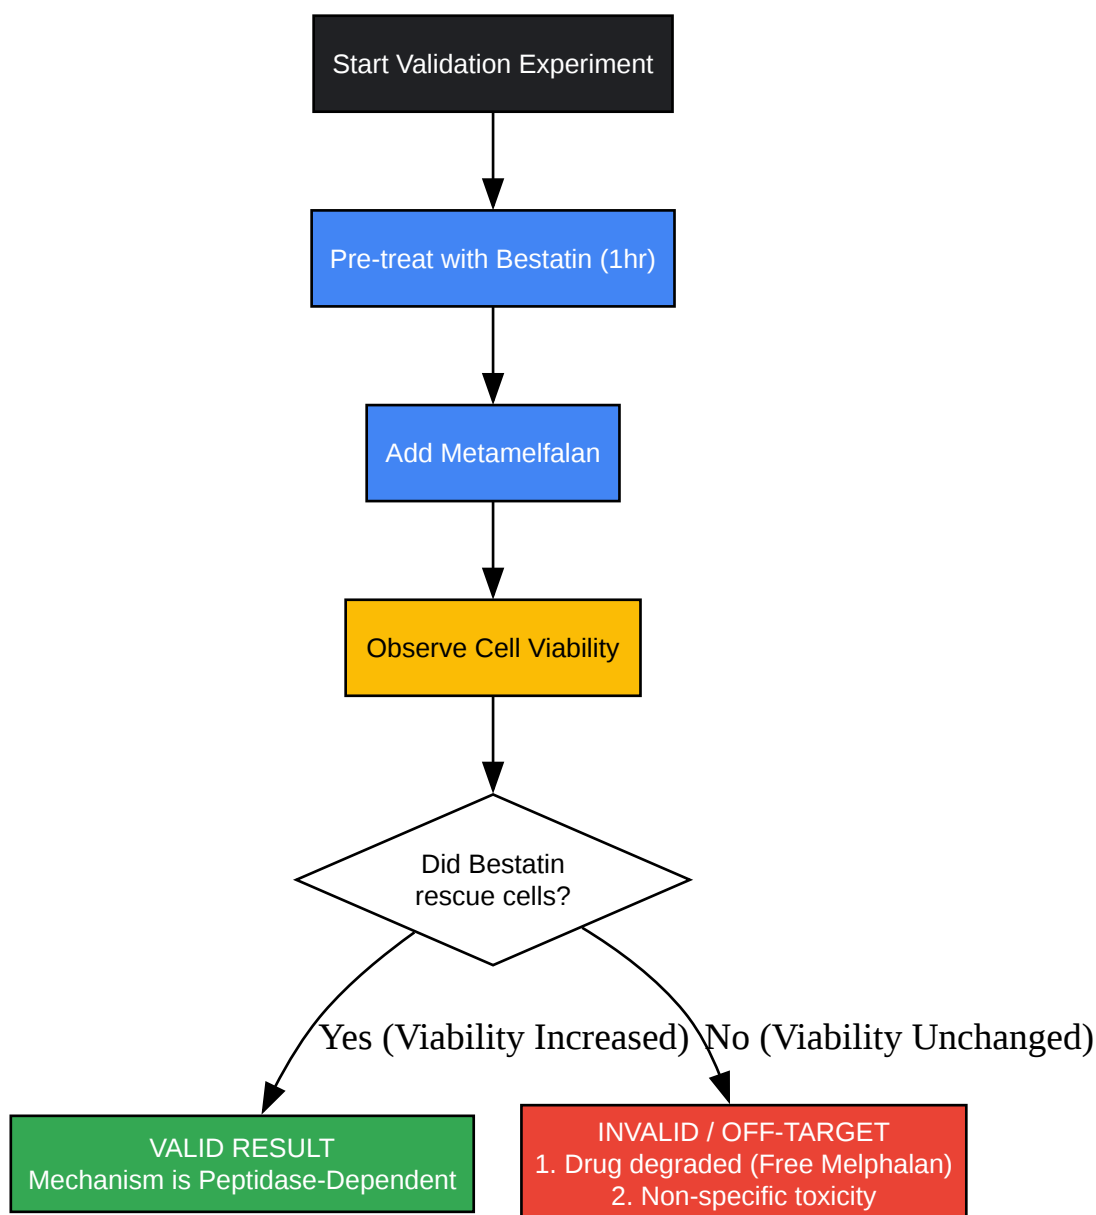 Start Validation Experiment
Pre-treat with Bestatin (1hr)
Add Metamelfalan
Observe Cell Viability
Did Bestatin
rescue cells?
Yes (Viability Increased)
No (Viability Unchanged)
VALID RESULT
Mechanism is Peptidase-Dependent
INVALID / OFF-TARGET
1. Drug degraded (Free Melphalan)
2. Non-specific toxicity